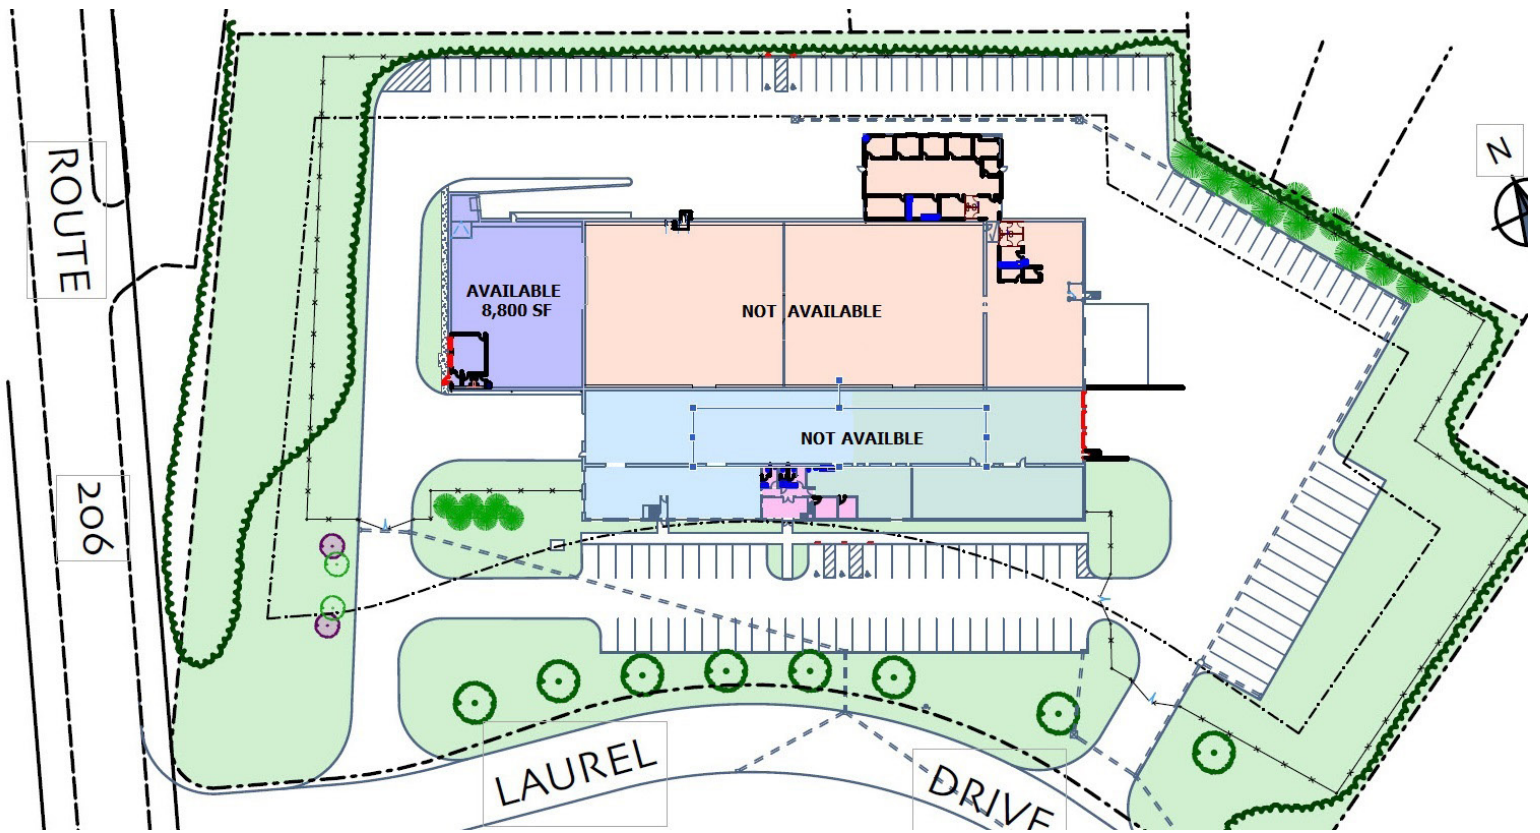 ROUTE
206
N
AVAILABLE
8,800 SF
NOT AVAILABLE
NOT AVAILBLE
LAUREL
DRIVE